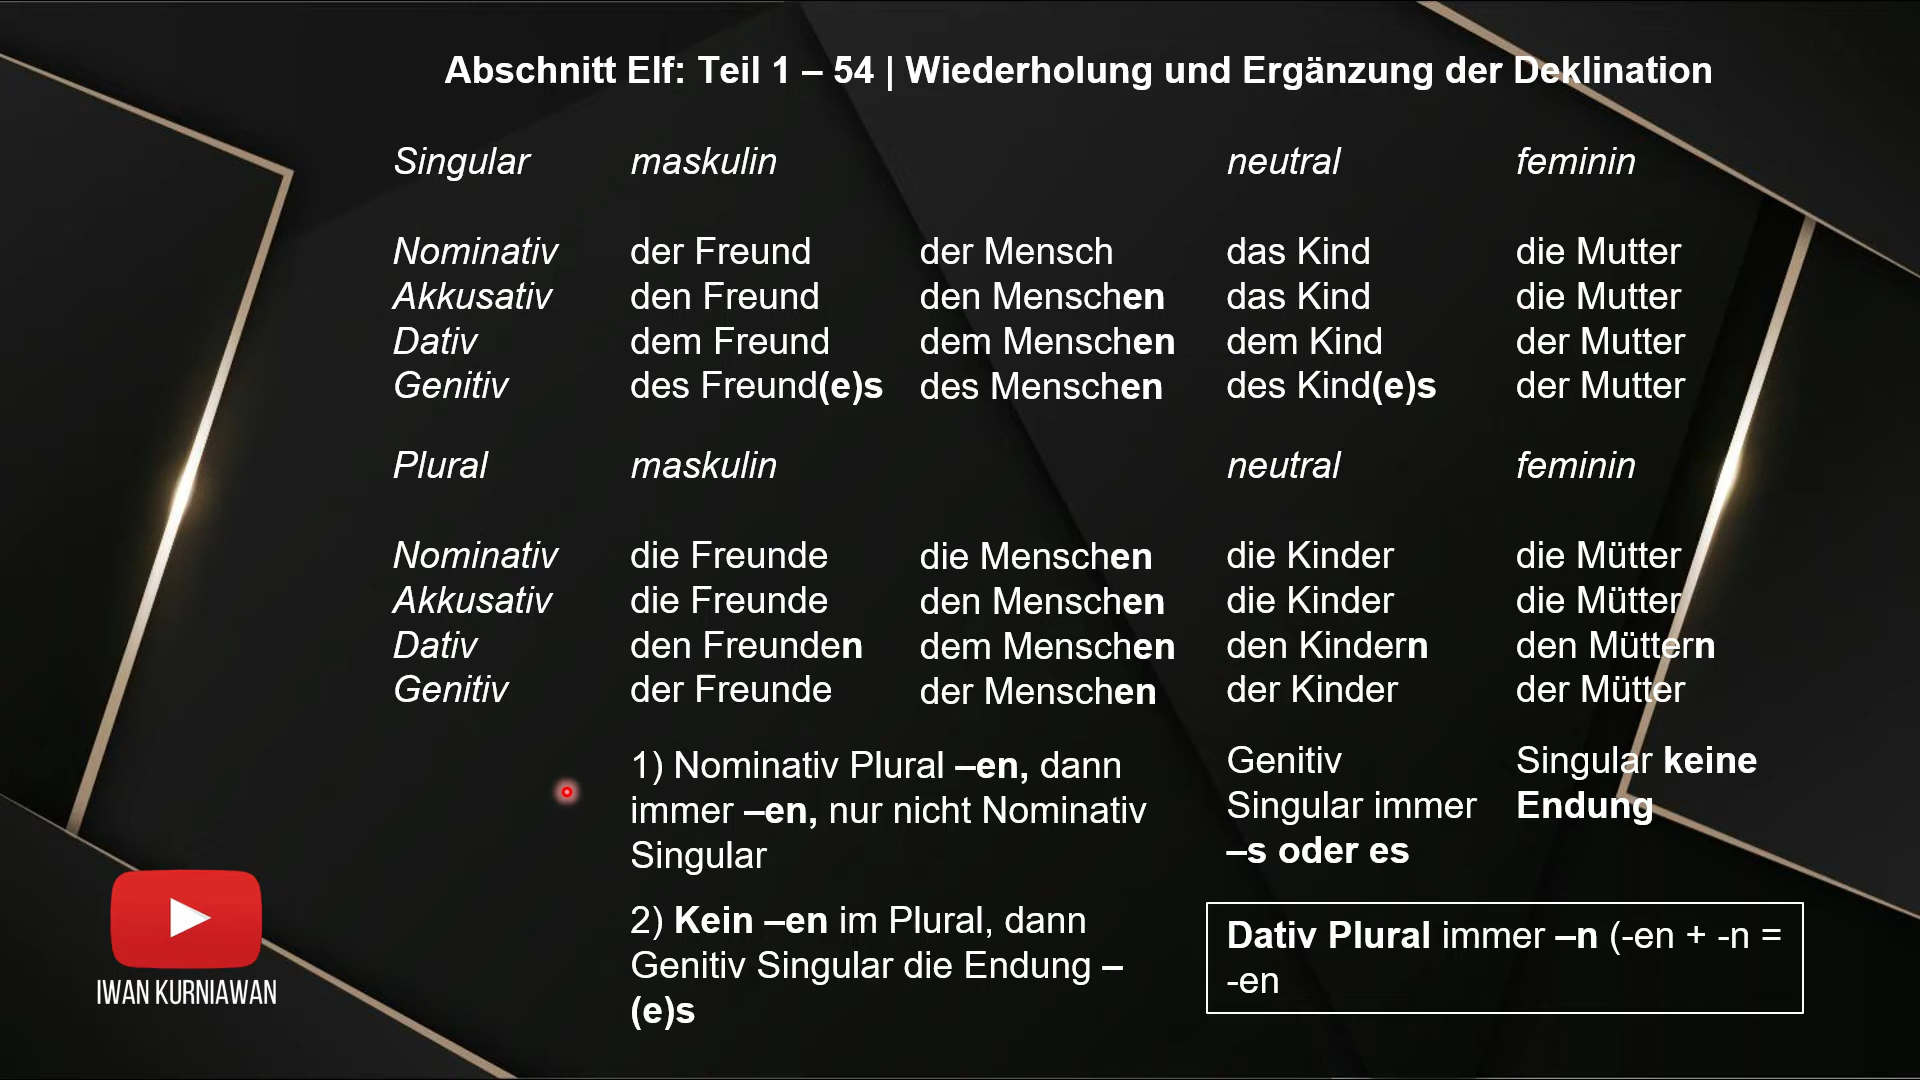 Abschnitt Elf: Teil 1 – 54 | Wiederholung und Ergänzung der Deklination
Singular maskulin neutral feminin
Nominativ der Freund der Mensch das Kind die Mutter
Akkusativ den Freund den Menschen das Kind die Mutter
Dativ dem Freund dem Menschen dem Kind der Mutter
Genitiv des Freund(e)s des Menschen des Kind(e)s der Mutter
Plural maskulin neutral feminin
Nominativ die Freunde die Menschen die Kinder die Mütter
Akkusativ die Freunde den Menschen die Kinder die Mütter
Dativ den Freunden dem Menschen den Kindern den Müttern
Genitiv der Freunde der Menschen der Kinder der Mütter
1) Nominativ Plural –en, dann
immer –en, nur nicht Nominativ
Singular
2) Kein –en im Plural, dann
Genitiv Singular die Endung –
(e)s
Genitiv
Singular immer
–s oder es
Singular keine
Endung
Dativ Plural immer –n (-en + -n =
-en
IWAN KURNIAWAN